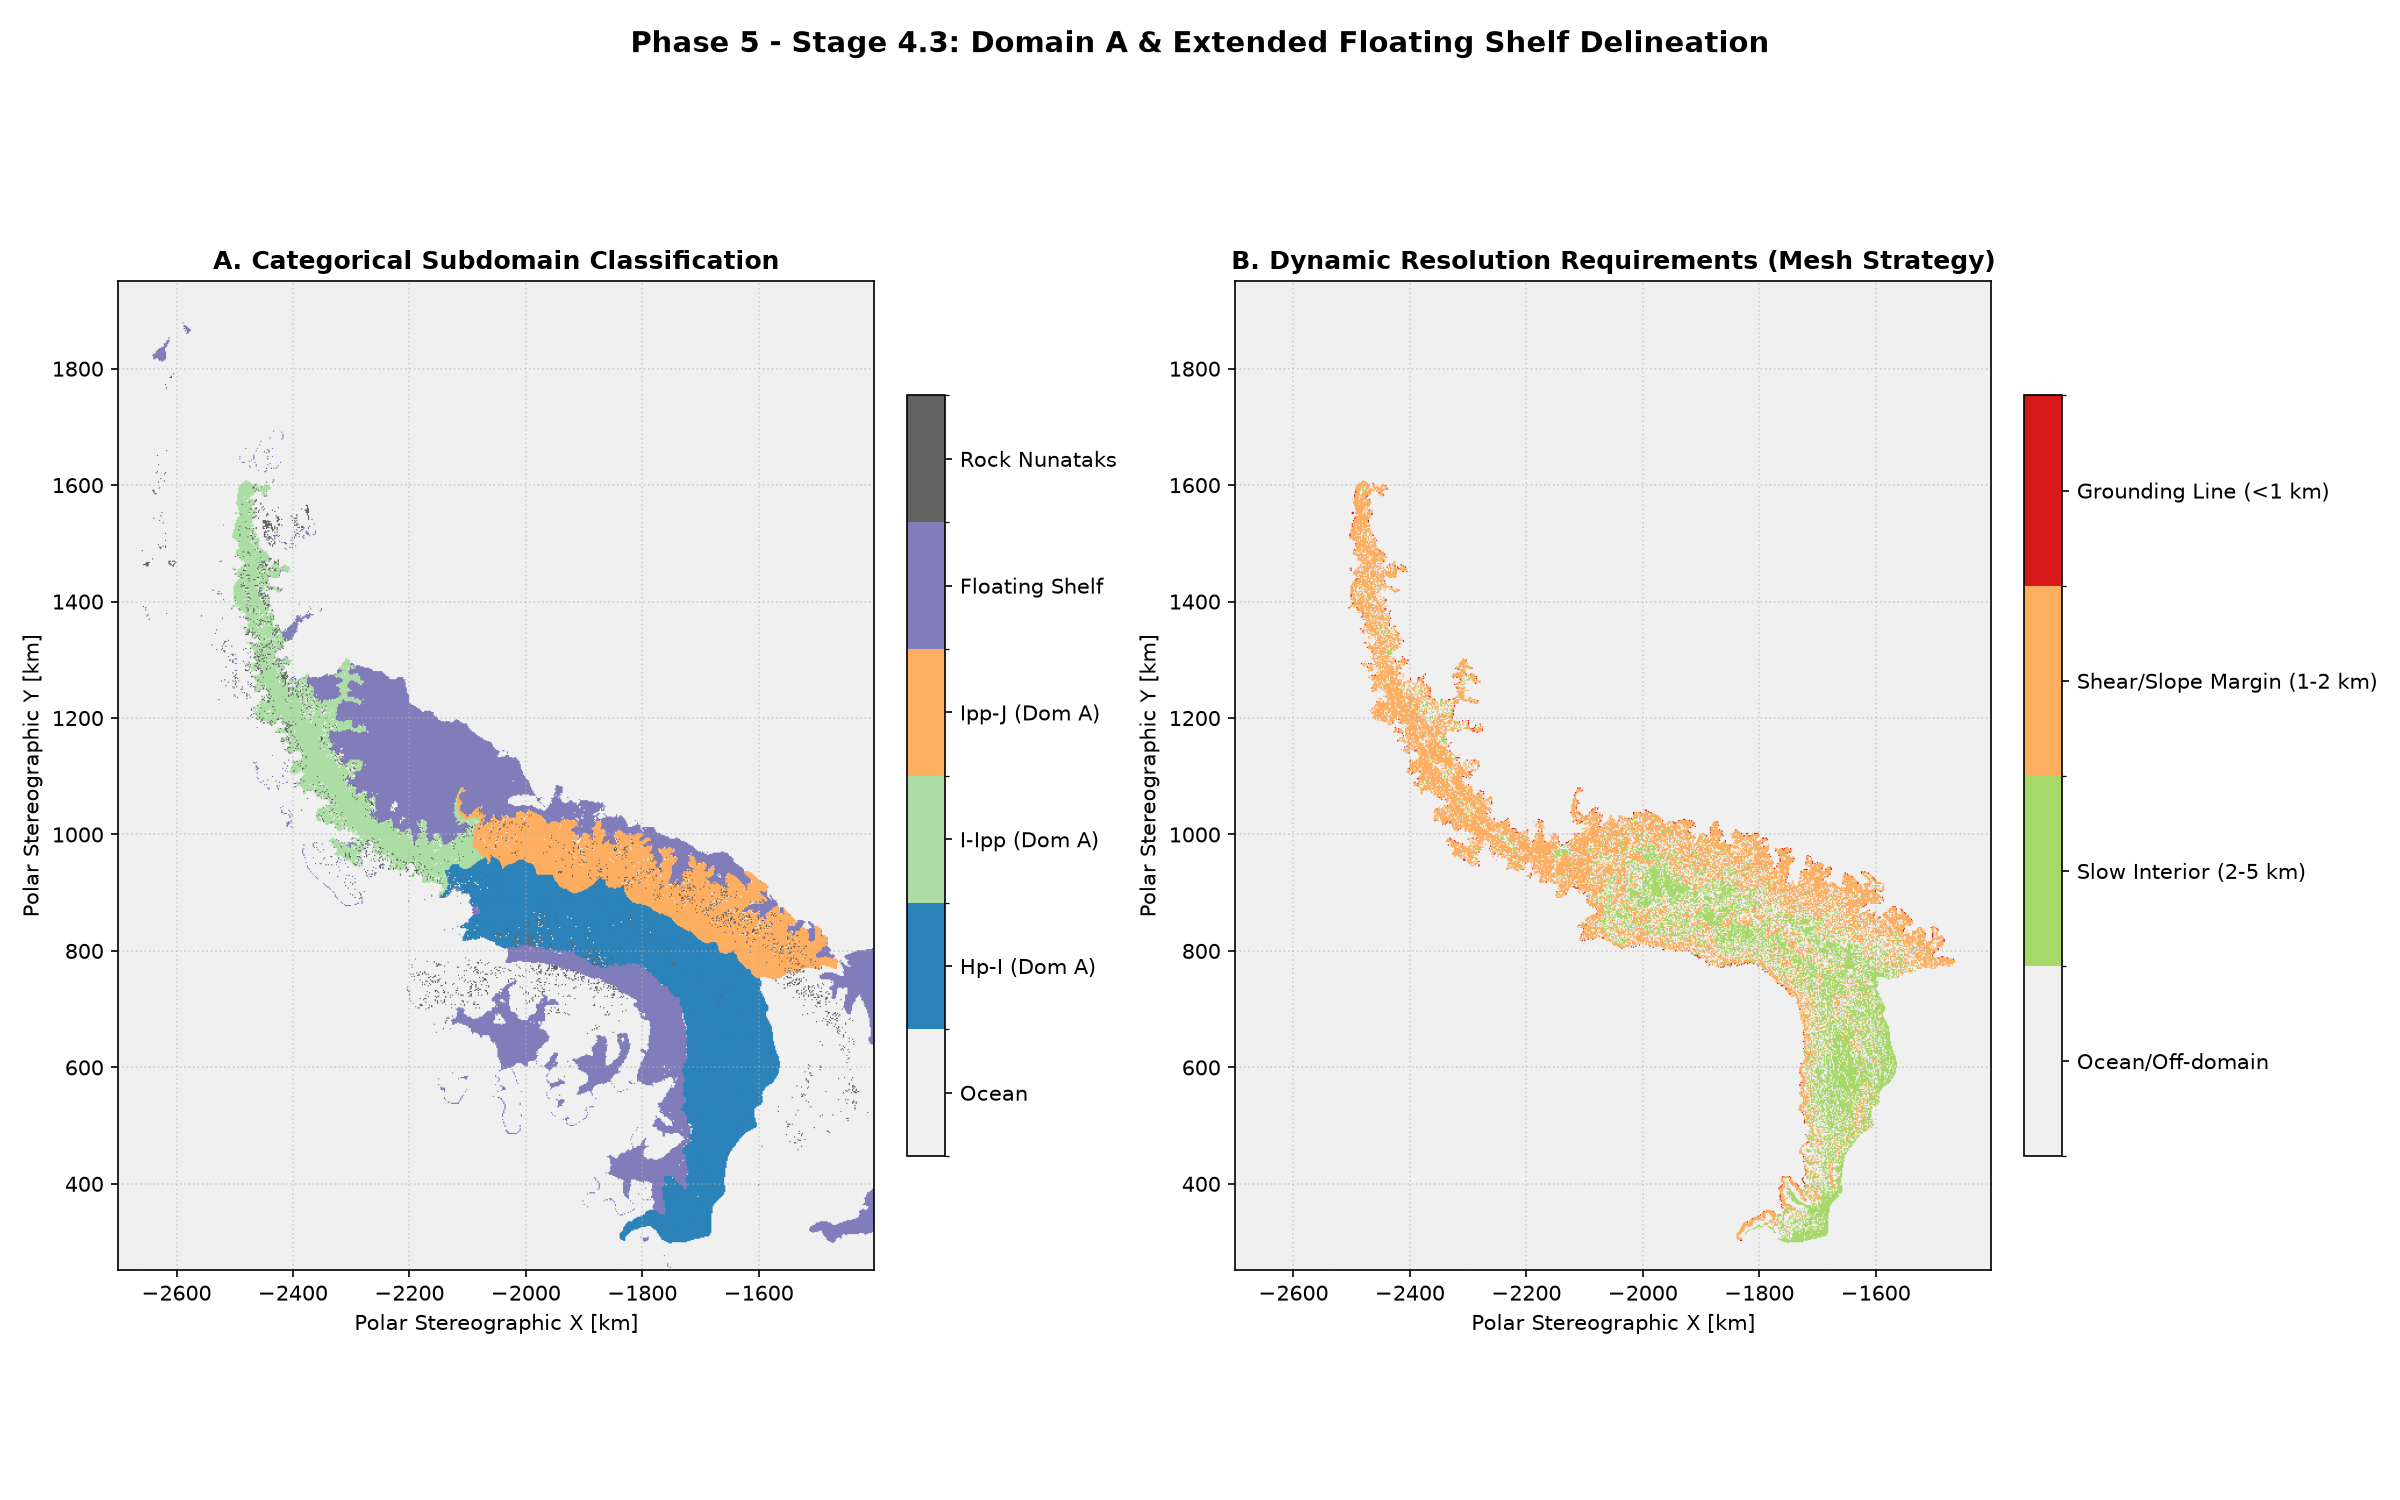 Phase 5 - Stage 4.3: Domain A & Extended Floating Shelf Delineation
A. Categorical Subdomain Classification
1800
1600
1400
1200
1000
800
600
400
Polar Stereographic Y [km]
−2600
−2400
−2200
−2000
−1800
−1600
Polar Stereographic X [km]
Rock Nunataks
Floating Shelf
Ipp-J (Dom A)
I-Ipp (Dom A)
Hp-I (Dom A)
Ocean
B. Dynamic Resolution Requirements (Mesh Strategy)
1800
1600
1400
1200
1000
800
600
400
Polar Stereographic Y [km]
−2600
−2400
−2200
−2000
−1800
−1600
Polar Stereographic X [km]
Grounding Line (<1 km)
Shear/Slope Margin (1-2 km)
Slow Interior (2-5 km)
Ocean/Off-domain